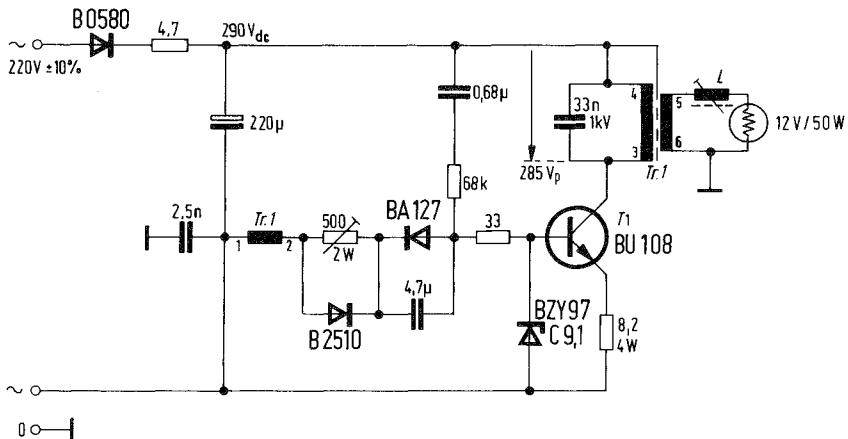 B0580
4,7
290V dc
~
220V ±10%
220µ
0,68µ
68k
33n
1kV
285 Vp
4
3
Tr.1
5
6
L
12V/50W
2,5n
Tr.1
1
2
500
2W
BA127
33
T1
BU108
4,7µ
B2510
BZY97
C9,1
8,2
4W
~
0